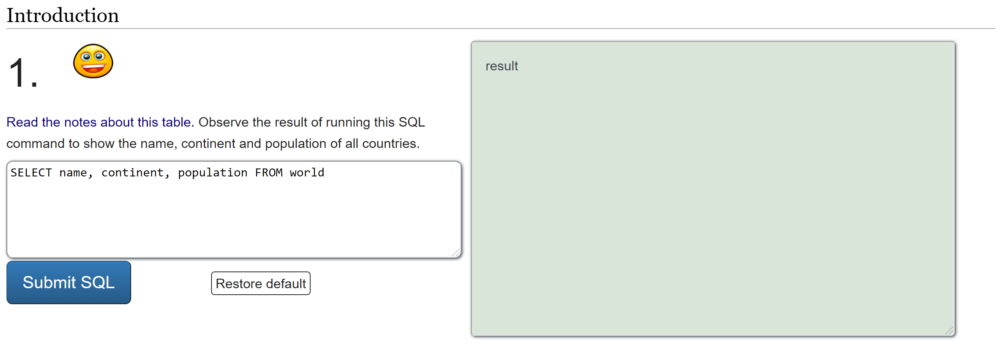 Introduction
1.
Read the notes about this table. Observe the result of running this SQL
command to show the name, continent and population of all countries.
SELECT name, continent, population FROM world
Submit SQL
Restore default
result